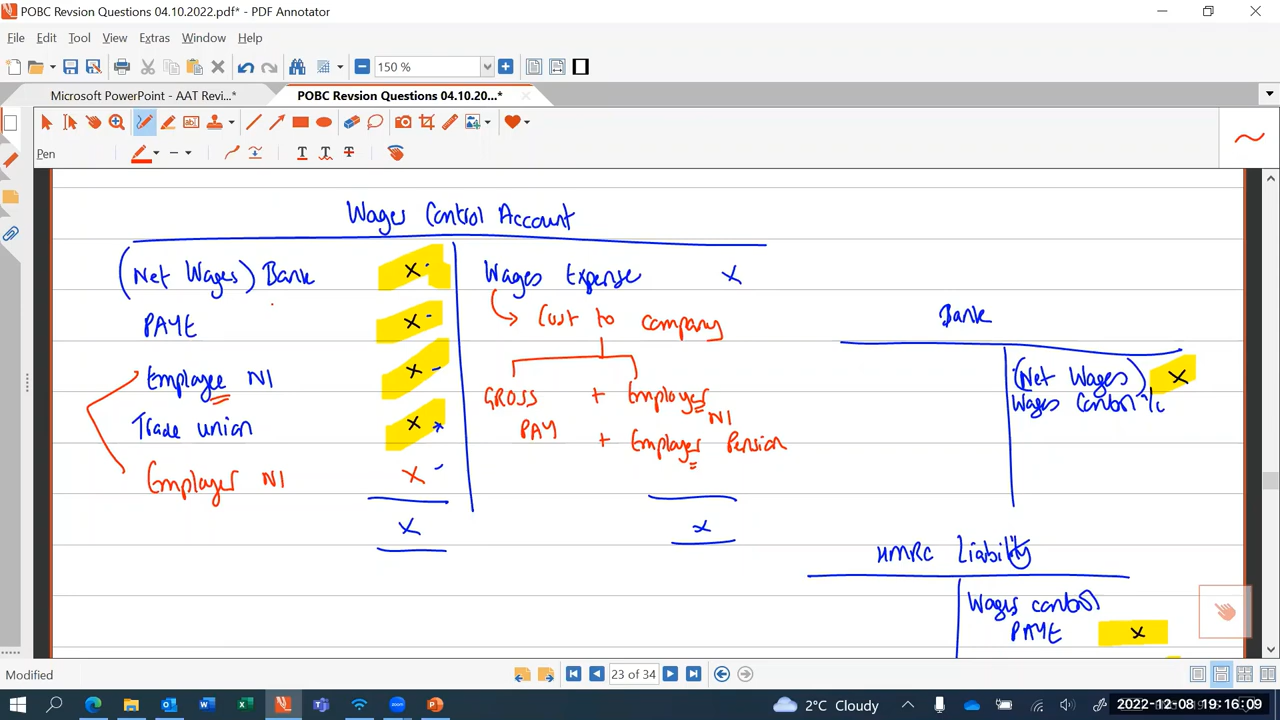 POBC Revsion Questions 04.10.2022.pdf* - PDF Annotator
File Edit Tool View Extras Window Help
150 %
Microsoft PowerPoint - AAT Revi...*
POBC Revsion Questions 04.10.20...*
Pen
Wages Control Account
(Net Wages) Bank x
Wages Expense x
PAYE x
Cost to company
Bank
Employee NI x
GROSS PAY + Employer NI
(Net Wages) x
Wages Control a/c
Trade union x
+ Employer Pension
Employer NI x
x x
HMRC liability
Wages control
PAYE x
Modified
23 of 34
2°C Cloudy
2022-12-08 19:16:09